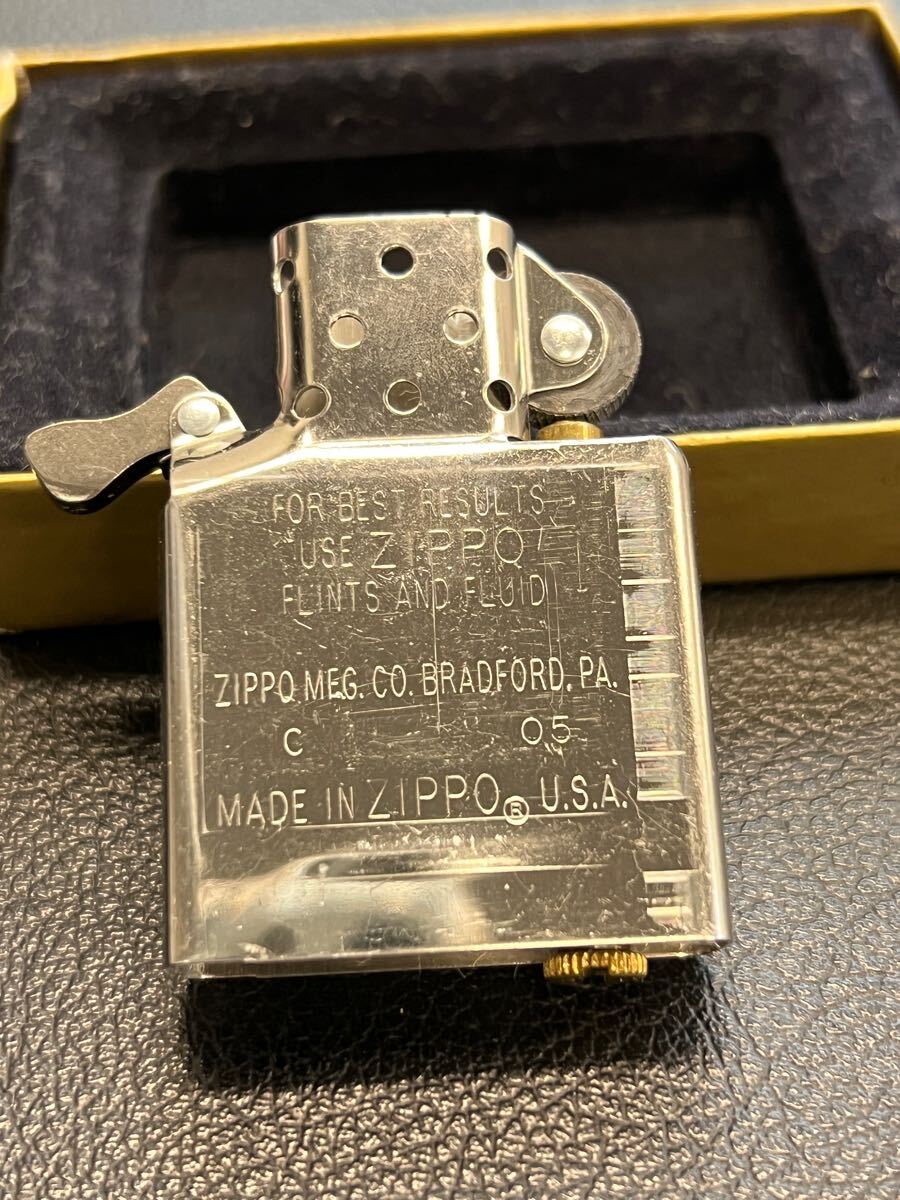 FOR BEST RESULTS
USE ZIPPO
FLINTS AND FLUID
ZIPPO MFG. CO. BRADFORD, PA.
C 05
MADE IN ZIPPO® U.S.A.